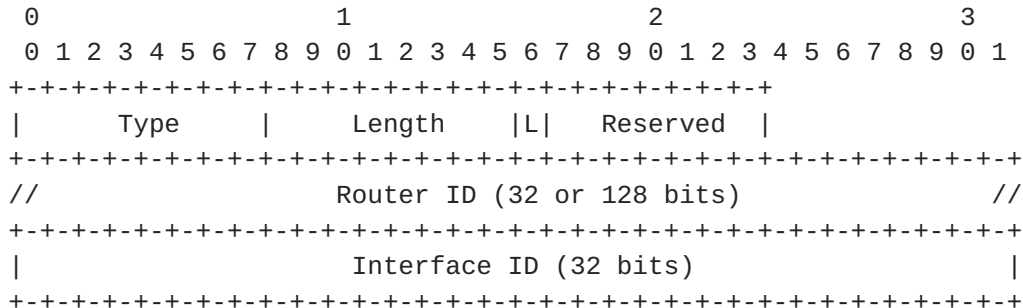 0                   1                   2                   3
 0 1 2 3 4 5 6 7 8 9 0 1 2 3 4 5 6 7 8 9 0 1 2 3 4 5 6 7 8 9 0 1
+-+-+-+-+-+-+-+-+-+-+-+-+-+-+-+-+-+-+-+-+-+-+-+-+
|      Type     |     Length    |L|   Reserved  |
+-+-+-+-+-+-+-+-+-+-+-+-+-+-+-+-+-+-+-+-+-+-+-+-+-+-+-+-+-+-+-+-+
//                   Router ID (32 or 128 bits)                //
+-+-+-+-+-+-+-+-+-+-+-+-+-+-+-+-+-+-+-+-+-+-+-+-+-+-+-+-+-+-+-+-+
|                     Interface ID (32 bits)                    |
+-+-+-+-+-+-+-+-+-+-+-+-+-+-+-+-+-+-+-+-+-+-+-+-+-+-+-+-+-+-+-+-+